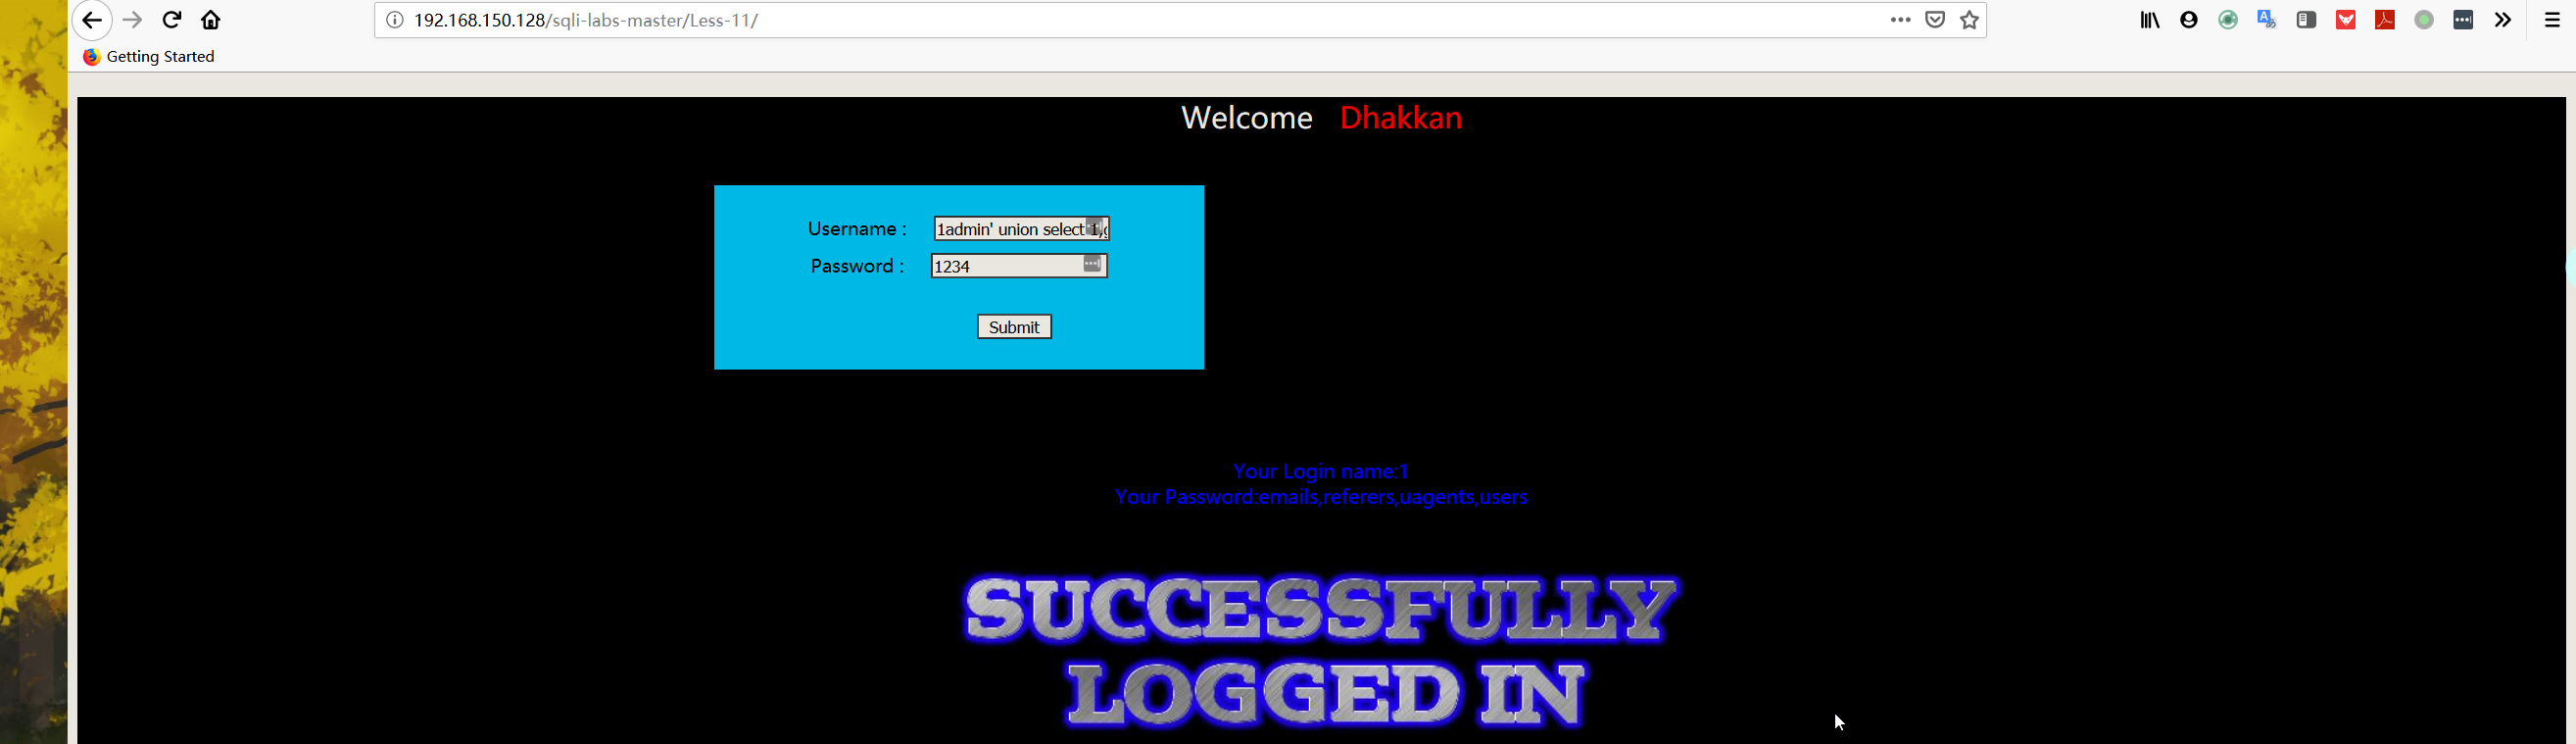 192.168.150.128/sqli-labs-master/Less-11/
Getting Started
Welcome Dhakkan
Username : 1admin' union select 1,
Password : 1234
Submit
Your Login name:1
Your Password:emails,referers,uagents,users
SUCCESSFULLY
LOGGED IN